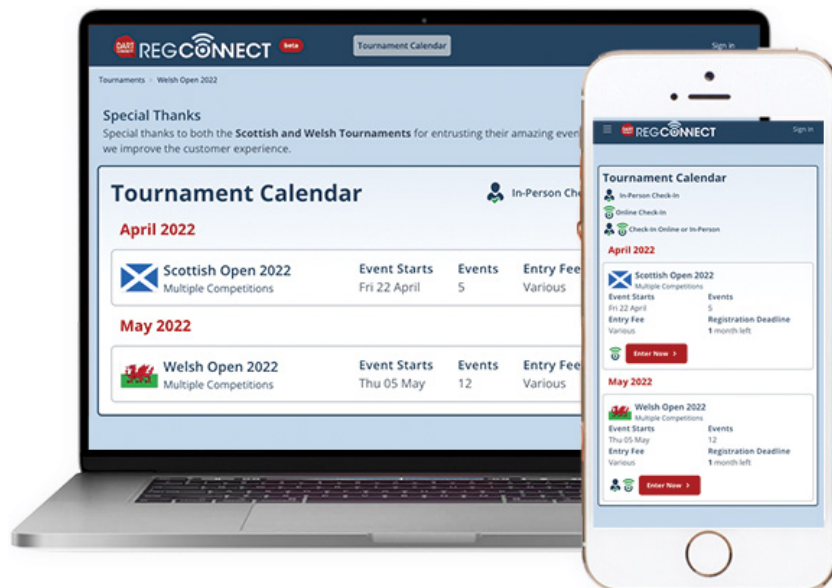 DART CONNECT REGCONNECT beta Tournament Calendar Sign in
Tournaments > Welsh Open 2022
Special Thanks
Special thanks to both the Scottish and Welsh Tournaments for entrusting their amazing
we improve the customer experience.
Tournament Calendar
In-Person
April 2022
Scottish Open 2022 Event Starts Events Entry Fee
Multiple Competitions Fri 22 April 5 Various
May 2022
Welsh Open 2022 Event Starts Events Entry Fee
Multiple Competitions Thu 05 May 12 Various
REGCONNECT Sign in
Tournament Calendar
In-Person Check-In
Online Check-In
Check-In Online or In-Person
April 2022
Scottish Open 2022
Multiple Competitions
Event Starts Events
Fri 22 April 5
Entry Fee Registration Deadline
Various 1 month left
Enter Now >
May 2022
Welsh Open 2022
Multiple Competitions
Event Starts Events
Thu 05 May 12
Entry Fee Registration Deadline
Various 1 month left
Enter Now >